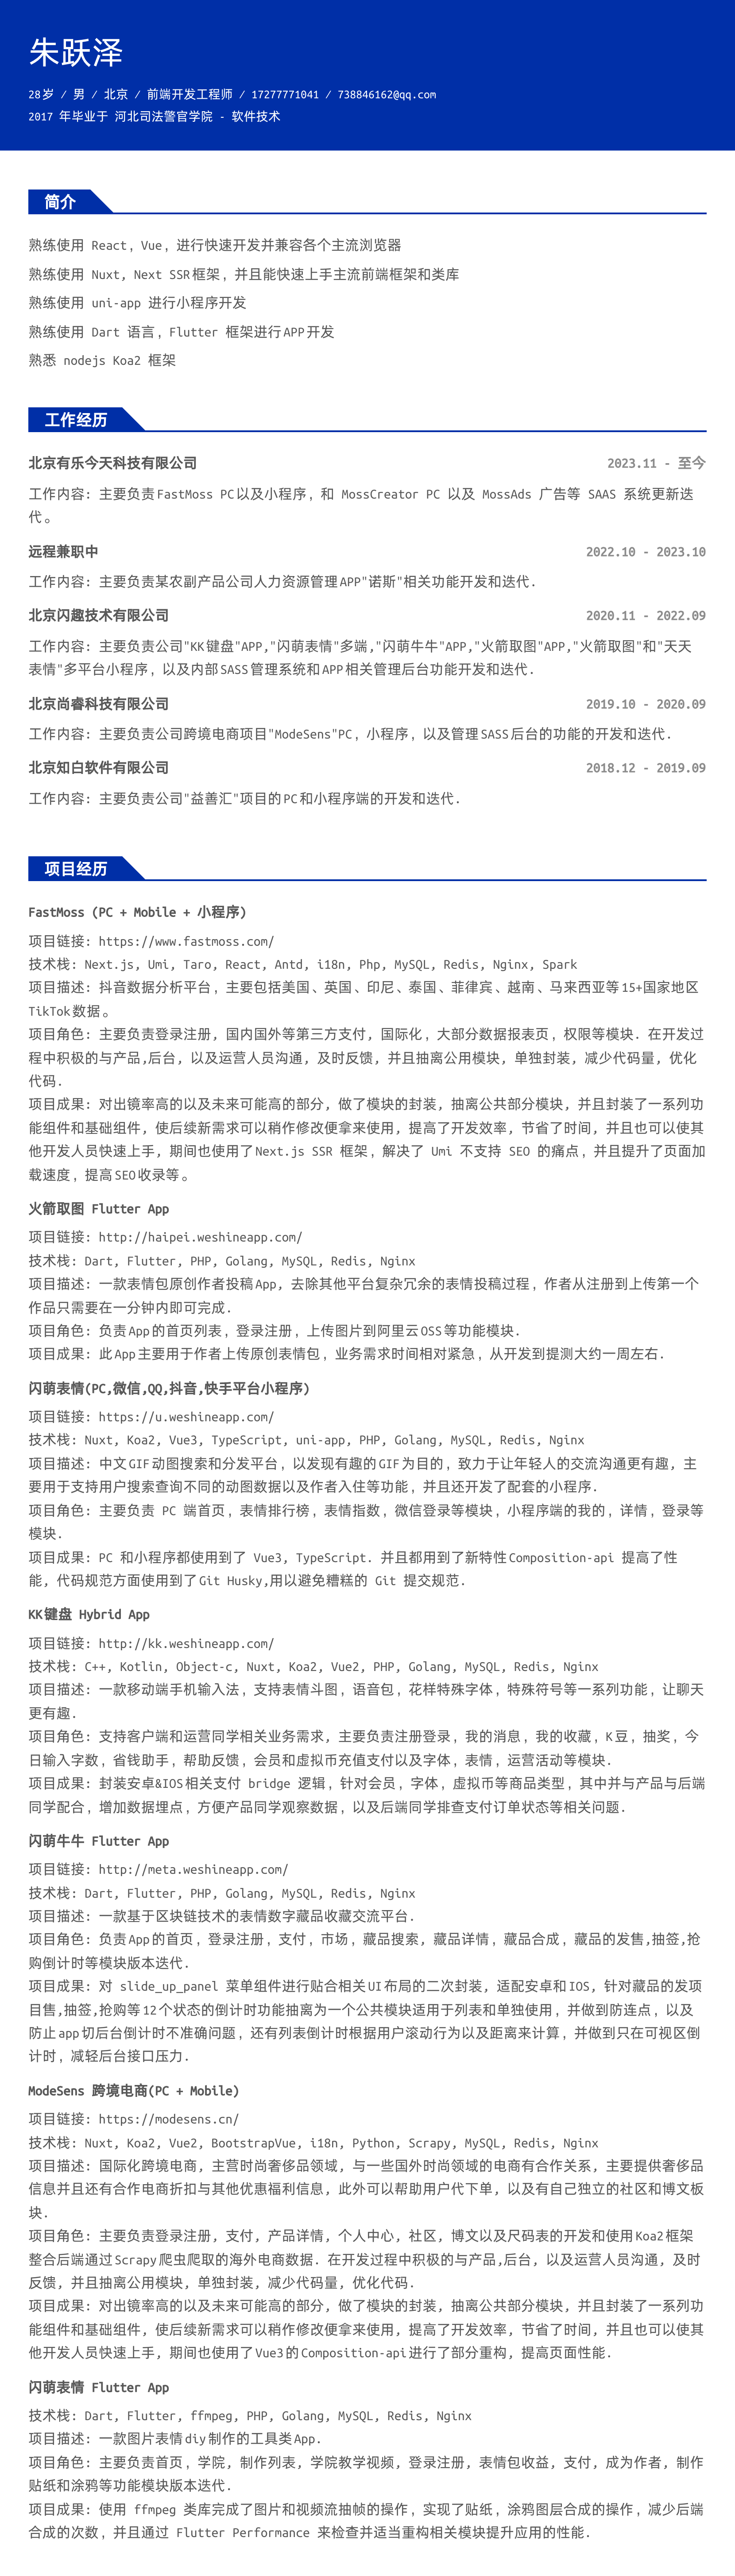 朱跃泽
28岁 / 男 / 北京 / 前端开发工程师 / 17277771041 / 738846162@qq.com
2017 年毕业于 河北司法警官学院 - 软件技术
简介
熟练使用 React, Vue, 进行快速开发并兼容各个主流浏览器
熟练使用 Nuxt, Next SSR框架, 并且能快速上手主流前端框架和类库
熟练使用 uni-app 进行小程序开发
熟练使用 Dart 语言, Flutter 框架进行APP开发
熟悉 nodejs Koa2 框架
工作经历
北京有乐今天科技有限公司 2023.11 - 至今
工作内容: 主要负责FastMoss PC以及小程序, 和 MossCreator PC 以及 MossAds 广告等 SAAS 系统更新迭
代。
远程兼职中 2022.10 - 2023.10
工作内容: 主要负责某农副产品公司人力资源管理APP"诺斯"相关功能开发和迭代.
北京闪趣技术有限公司 2020.11 - 2022.09
工作内容: 主要负责公司"KK键盘"APP,"闪萌表情"多端,"闪萌牛牛"APP,"火箭取图"APP,"火箭取图"和"天天
表情"多平台小程序, 以及内部SASS管理系统和APP相关管理后台功能开发和迭代.
北京尚睿科技有限公司 2019.10 - 2020.09
工作内容: 主要负责公司跨境电商项目"ModeSens"PC, 小程序, 以及管理SASS后台的功能的开发和迭代.
北京知白软件有限公司 2018.12 - 2019.09
工作内容: 主要负责公司"益善汇"项目的PC和小程序端的开发和迭代.
项目经历
FastMoss (PC + Mobile + 小程序)
项目链接: https://www.fastmoss.com/
技术栈: Next.js, Umi, Taro, React, Antd, i18n, Php, MySQL, Redis, Nginx, Spark
项目描述: 抖音数据分析平台, 主要包括美国、英国、印尼、泰国、菲律宾、越南、马来西亚等15+国家地区
TikTok数据。
项目角色: 主要负责登录注册, 国内国外等第三方支付, 国际化, 大部分数据报表页, 权限等模块. 在开发过
程中积极的与产品,后台, 以及运营人员沟通, 及时反馈, 并且抽离公用模块, 单独封装, 减少代码量, 优化
代码.
项目成果: 对出镜率高的以及未来可能高的部分, 做了模块的封装, 抽离公共部分模块, 并且封装了一系列功
能组件和基础组件, 使后续新需求可以稍作修改便拿来使用, 提高了开发效率, 节省了时间, 并且也可以使其
他开发人员快速上手, 期间也使用了Next.js SSR 框架, 解决了 Umi 不支持 SEO 的痛点, 并且提升了页面加
载速度, 提高SEO收录等。
火箭取图 Flutter App
项目链接: http://haipei.weshineapp.com/
技术栈: Dart, Flutter, PHP, Golang, MySQL, Redis, Nginx
项目描述: 一款表情包原创作者投稿App, 去除其他平台复杂冗余的表情投稿过程, 作者从注册到上传第一个
作品只需要在一分钟内即可完成.
项目角色: 负责App的首页列表, 登录注册, 上传图片到阿里云OSS等功能模块.
项目成果: 此App主要用于作者上传原创表情包, 业务需求时间相对紧急, 从开发到提测大约一周左右.
闪萌表情(PC,微信,QQ,抖音,快手平台小程序)
项目链接: https://u.weshineapp.com/
技术栈: Nuxt, Koa2, Vue3, TypeScript, uni-app, PHP, Golang, MySQL, Redis, Nginx
项目描述: 中文GIF动图搜索和分发平台, 以发现有趣的GIF为目的, 致力于让年轻人的交流沟通更有趣, 主
要用于支持用户搜索查询不同的动图数据以及作者入住等功能, 并且还开发了配套的小程序.
项目角色: 主要负责 PC 端首页, 表情排行榜, 表情指数, 微信登录等模块, 小程序端的我的, 详情, 登录等
模块.
项目成果: PC 和小程序都使用到了 Vue3, TypeScript. 并且都用到了新特性Composition-api 提高了性
能, 代码规范方面使用到了Git Husky,用以避免糟糕的 Git 提交规范.
KK键盘 Hybrid App
项目链接: http://kk.weshineapp.com/
技术栈: C++, Kotlin, Object-c, Nuxt, Koa2, Vue2, PHP, Golang, MySQL, Redis, Nginx
项目描述: 一款移动端手机输入法, 支持表情斗图, 语音包, 花样特殊字体, 特殊符号等一系列功能, 让聊天
更有趣.
项目角色: 支持客户端和运营同学相关业务需求, 主要负责注册登录, 我的消息, 我的收藏, K豆, 抽奖, 今
日输入字数, 省钱助手, 帮助反馈, 会员和虚拟币充值支付以及字体, 表情, 运营活动等模块.
项目成果: 封装安卓&IOS相关支付 bridge 逻辑, 针对会员, 字体, 虚拟币等商品类型, 其中并与产品与后端
同学配合, 增加数据埋点, 方便产品同学观察数据, 以及后端同学排查支付订单状态等相关问题.
闪萌牛牛 Flutter App
项目链接: http://meta.weshineapp.com/
技术栈: Dart, Flutter, PHP, Golang, MySQL, Redis, Nginx
项目描述: 一款基于区块链技术的表情数字藏品收藏交流平台.
项目角色: 负责App的首页, 登录注册, 支付, 市场, 藏品搜索, 藏品详情, 藏品合成, 藏品的发售,抽签,抢
购倒计时等模块版本迭代.
项目成果: 对 slide_up_panel 菜单组件进行贴合相关UI布局的二次封装, 适配安卓和IOS, 针对藏品的发项
目售,抽签,抢购等12个状态的倒计时功能抽离为一个公共模块适用于列表和单独使用, 并做到防连点, 以及
防止app切后台倒计时不准确问题, 还有列表倒计时根据用户滚动行为以及距离来计算, 并做到只在可视区倒
计时, 减轻后台接口压力.
ModeSens 跨境电商(PC + Mobile)
项目链接: https://modesens.cn/
技术栈: Nuxt, Koa2, Vue2, BootstrapVue, i18n, Python, Scrapy, MySQL, Redis, Nginx
项目描述: 国际化跨境电商, 主营时尚奢侈品领域, 与一些国外时尚领域的电商有合作关系, 主要提供奢侈品
信息并且还有合作电商折扣与其他优惠福利信息, 此外可以帮助用户代下单, 以及有自己独立的社区和博文板
块.
项目角色: 主要负责登录注册, 支付, 产品详情, 个人中心, 社区, 博文以及尺码表的开发和使用Koa2框架
整合后端通过Scrapy爬虫爬取的海外电商数据. 在开发过程中积极的与产品,后台, 以及运营人员沟通, 及时
反馈, 并且抽离公用模块, 单独封装, 减少代码量, 优化代码.
项目成果: 对出镜率高的以及未来可能高的部分, 做了模块的封装, 抽离公共部分模块, 并且封装了一系列功
能组件和基础组件, 使后续新需求可以稍作修改便拿来使用, 提高了开发效率, 节省了时间, 并且也可以使其
他开发人员快速上手, 期间也使用了Vue3的Composition-api进行了部分重构, 提高页面性能.
闪萌表情 Flutter App
技术栈: Dart, Flutter, ffmpeg, PHP, Golang, MySQL, Redis, Nginx
项目描述: 一款图片表情diy制作的工具类App.
项目角色: 主要负责首页, 学院, 制作列表, 学院教学视频, 登录注册, 表情包收益, 支付, 成为作者, 制作
贴纸和涂鸦等功能模块版本迭代.
项目成果: 使用 ffmpeg 类库完成了图片和视频流抽帧的操作, 实现了贴纸, 涂鸦图层合成的操作, 减少后端
合成的次数, 并且通过 Flutter Performance 来检查并适当重构相关模块提升应用的性能.